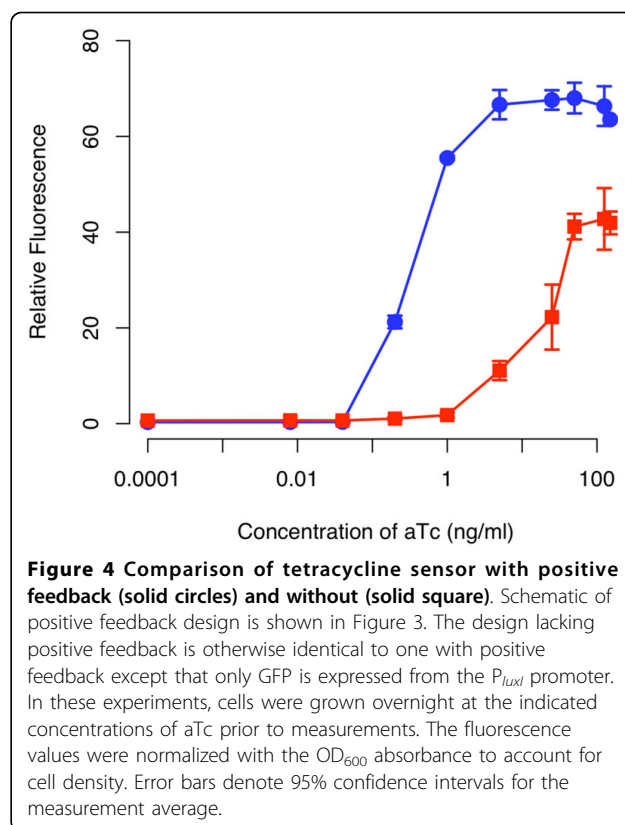 80
60
40
20
0
Relative Fluorescence
0.0001
0.01
1
100
Concentration of aTc (ng/ml)
Figure 4 Comparison of tetracycline sensor with positive
feedback (solid circles) and without (solid square). Schematic of
positive feedback design is shown in Figure 3. The design lacking
positive feedback is otherwise identical to one with positive
feedback except that only GFP is expressed from the PluxI promoter.
In these experiments, cells were grown overnight at the indicated
concentrations of aTc prior to measurements. The fluorescence
values were normalized with the OD600 absorbance to account for
cell density. Error bars denote 95% confidence intervals for the
measurement average.